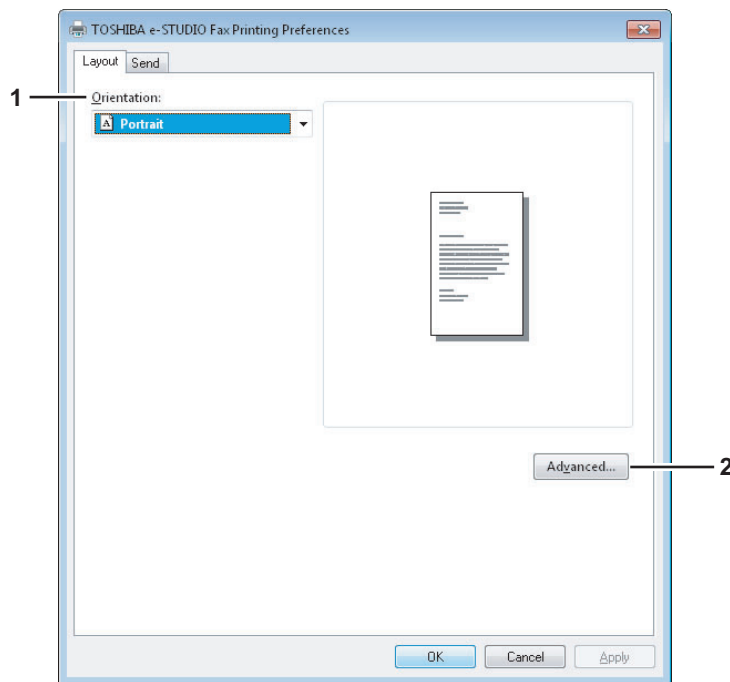 TOSHIBA e-STUDIO Fax Printing Preferences
Layout Send
1 Orientation:
A Portrait
Advanced... 2
OK Cancel Apply